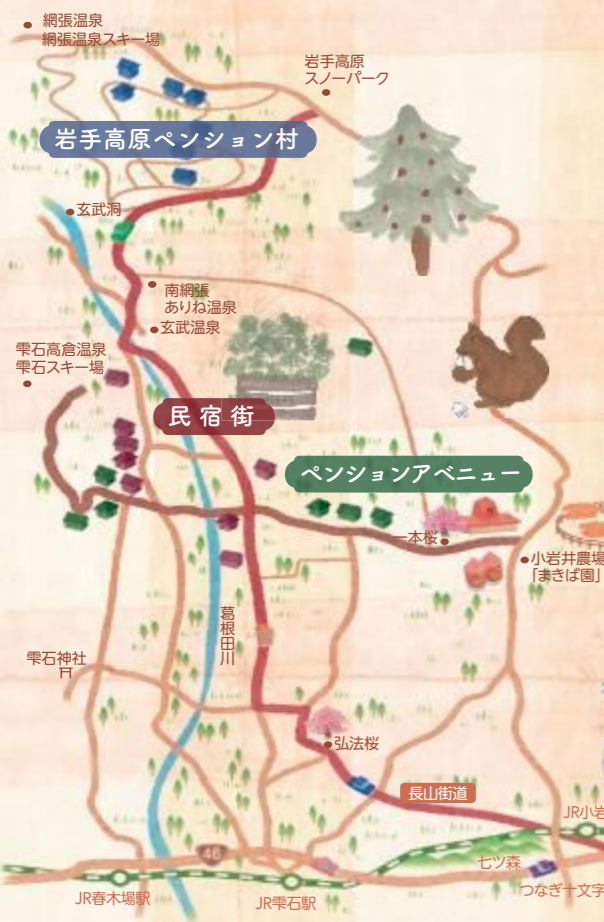 網張温泉
網張温泉スキー場
岩手高原
スノーパーク
岩手高原ペンション村
玄武洞
南網張
ありね温泉
玄武温泉
雫石高倉温泉
雫石スキー場
民宿街
ペンションアベニュー
一本桜
小岩井農場
「まきば園」
葛根田川
雫石神社
弘法桜
長山街道
JR小岩
46
七ツ森
つなぎ十文字
JR春木場駅
JR雫石駅